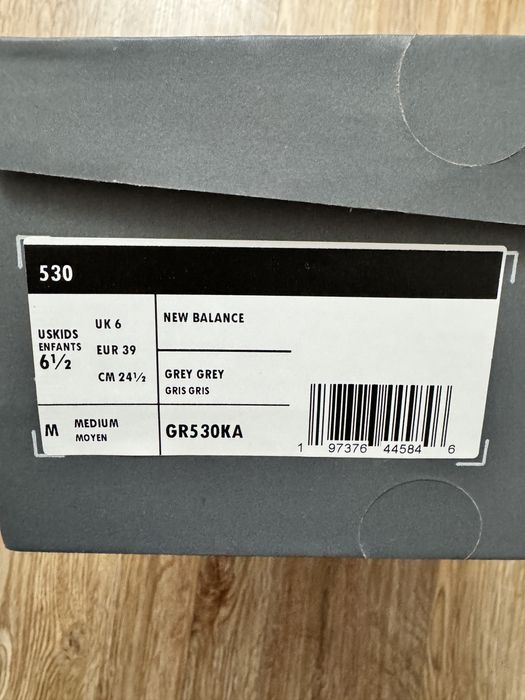 530
USKIDS
ENFANTS
6½
UK 6
EUR 39
CM 24½
NEW BALANCE
GREY GREY
GRIS GRIS
M
MEDIUM
MOYEN
GR530KA
1 97376 44584 6